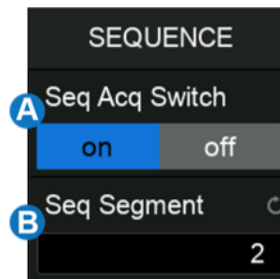 SEQUENCE
A Seq Acq Switch
on off
B Seq Segment
2